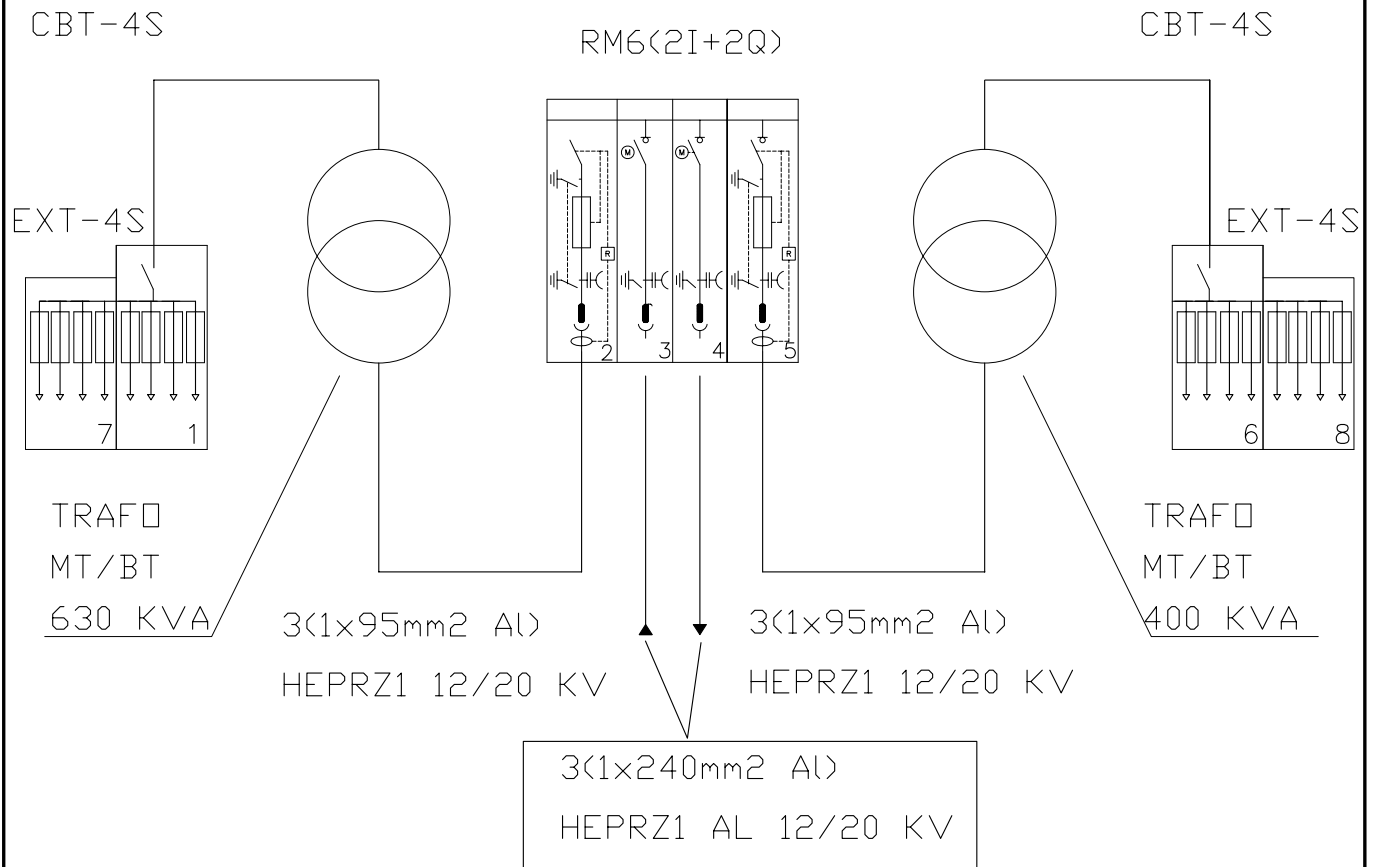 CBT-4S
RM6(2I+2Q)
CBT-4S
EXT-4S
EXT-4S
M
M
R
R
2
3
4
5
7
1
6
8
TRAFO
MT/BT
630 KVA
TRAFO
MT/BT
400 KVA
3(1x95mm2 Al)
HEPRZ1 12/20 KV
3(1x95mm2 Al)
HEPRZ1 12/20 KV
3(1x240mm2 Al)
HEPRZ1 AL 12/20 KV